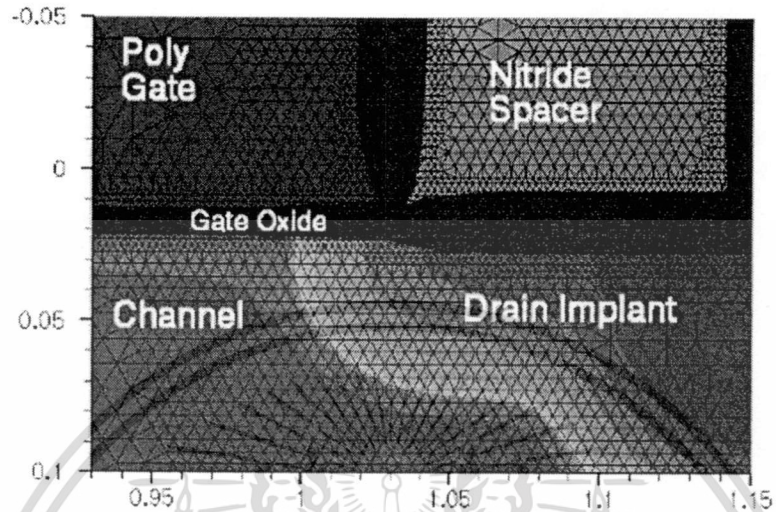 -0.05
Poly
Gate
Nitride
Spacer
0
Gate Oxide
0.05
Channel
Drain Implant
0.1
0.95
1
1.05
1.1
1.15